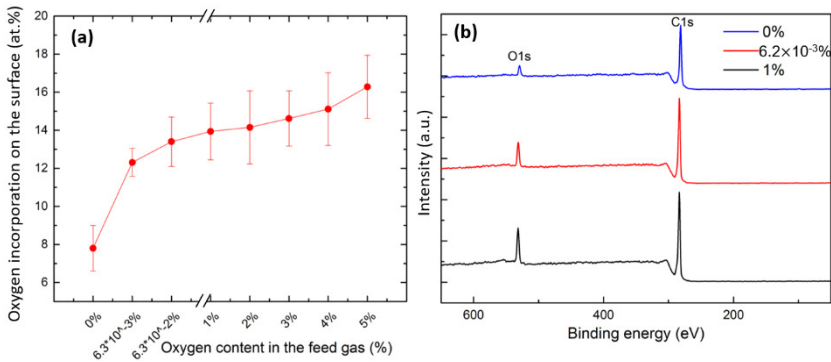 (a)
Oxygen incorporation on the surface (at.%)
20
18
16
14
12
10
8
6
0%
6.3*10^-3%
6.3*10^-2%
1%
2%
3%
4%
5%
Oxygen content in the feed gas (%)
(b)
C1s
O1s
0%
6.2×10⁻³%
1%
Intensity (a.u.)
600
400
200
Binding energy (eV)